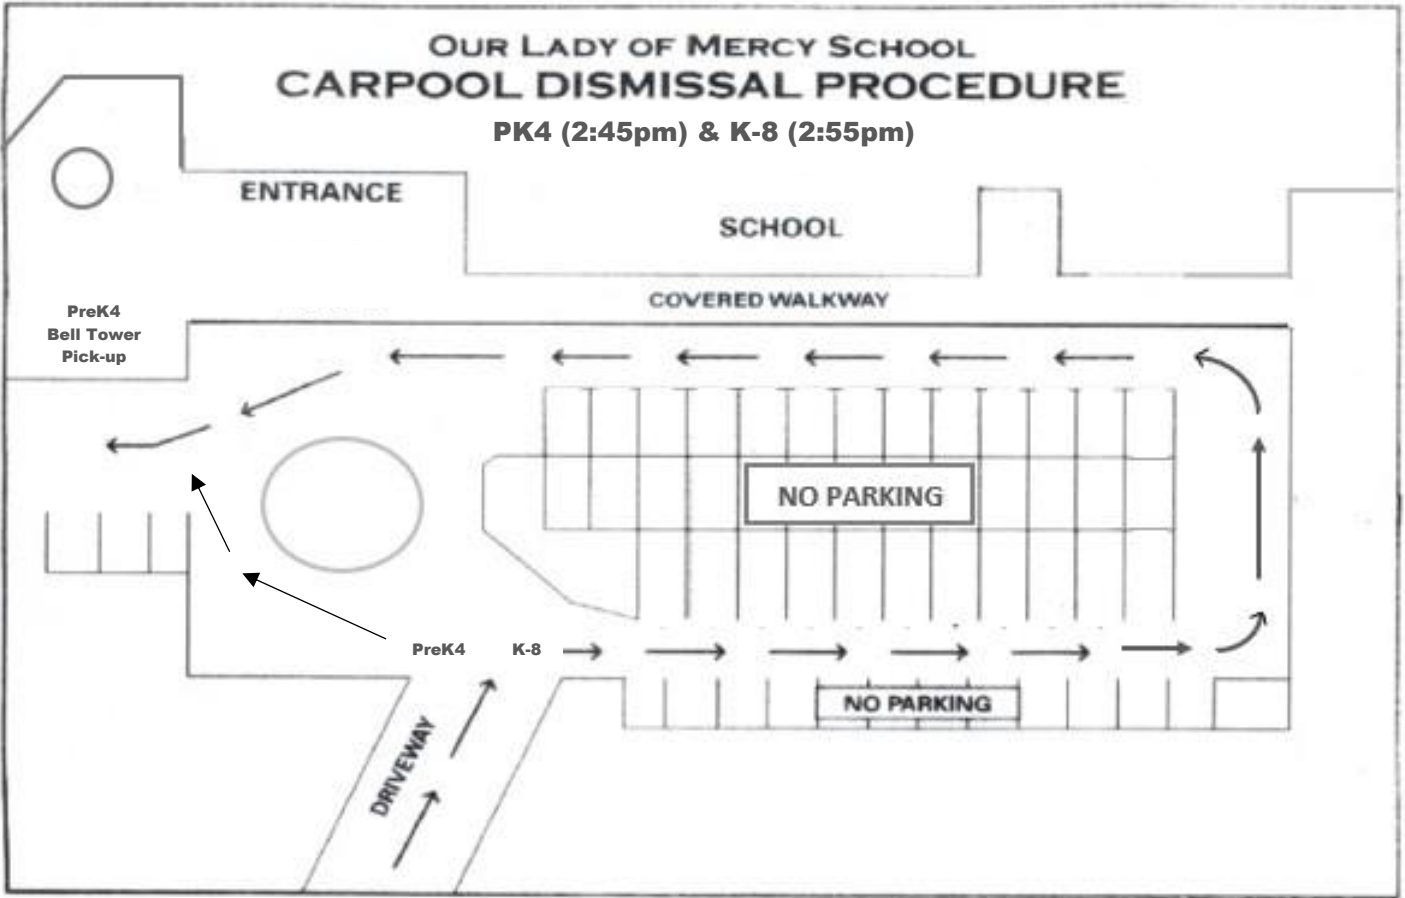 OUR LADY OF MERCY SCHOOL
CARPOOL DISMISSAL PROCEDURE
PK4 (2:45pm) & K-8 (2:55pm)
ENTRANCE
SCHOOL
COVERED WALKWAY
PreK4
Bell Tower
Pick-up
NO PARKING
PreK4
K-8
NO PARKING
DRIVEWAY